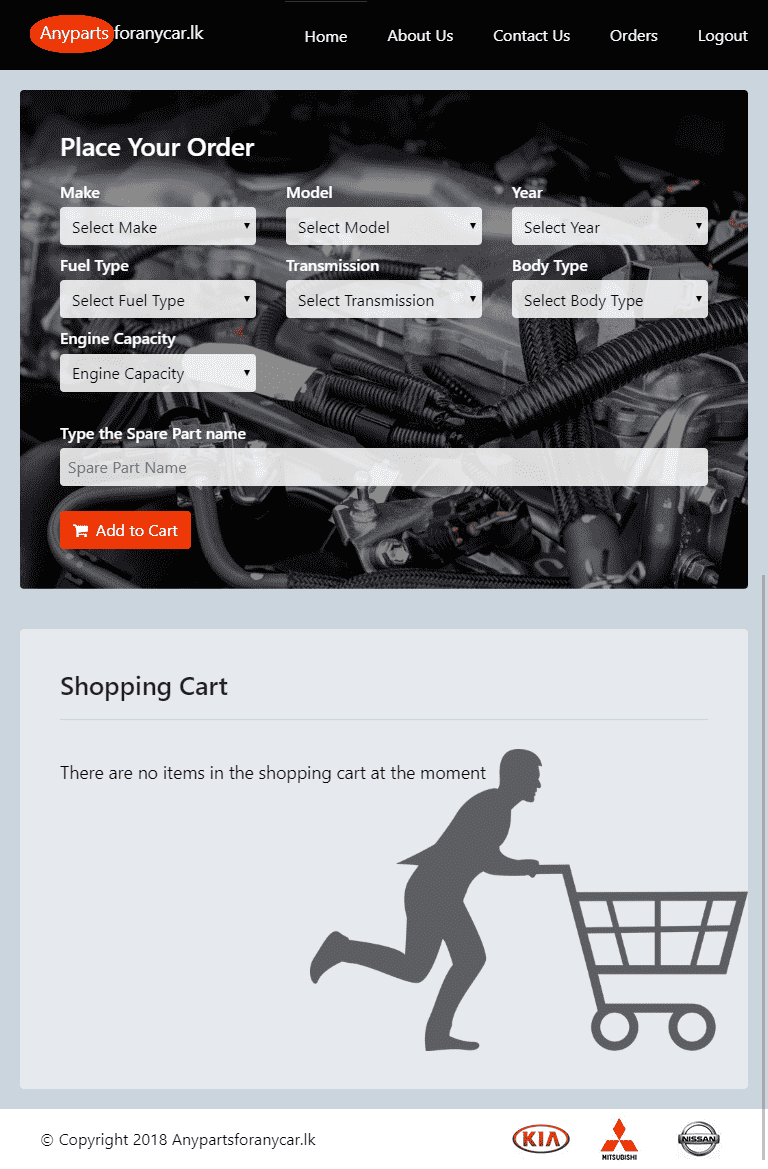 Anyparts foranycar.lk
Home About Us Contact Us Orders Logout
Place Your Order
Make Model Year
Select Make Select Model Select Year
Fuel Type Transmission Body Type
Select Fuel Type Select Transmission Select Body Type
Engine Capacity
Engine Capacity
Type the Spare Part name
Spare Part Name
Add to Cart
Shopping Cart
There are no items in the shopping cart at the moment
© Copyright 2018 Anypartsforanycar.lk
KIA MITSUBISHI NISSAN